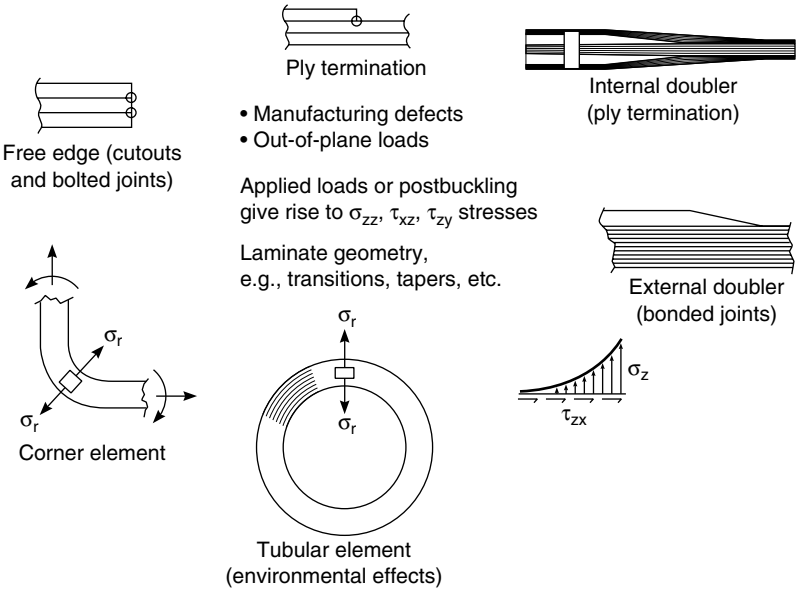 Ply termination
Internal doubler
(ply termination)
Free edge (cutouts
and bolted joints)
• Manufacturing defects
• Out-of-plane loads
Applied loads or postbuckling
give rise to σzz, τxz, τzy stresses
Laminate geometry,
e.g., transitions, tapers, etc.
External doubler
(bonded joints)
σr
σr
Corner element
σr
σr
Tubular element
(environmental effects)
σz
τzx